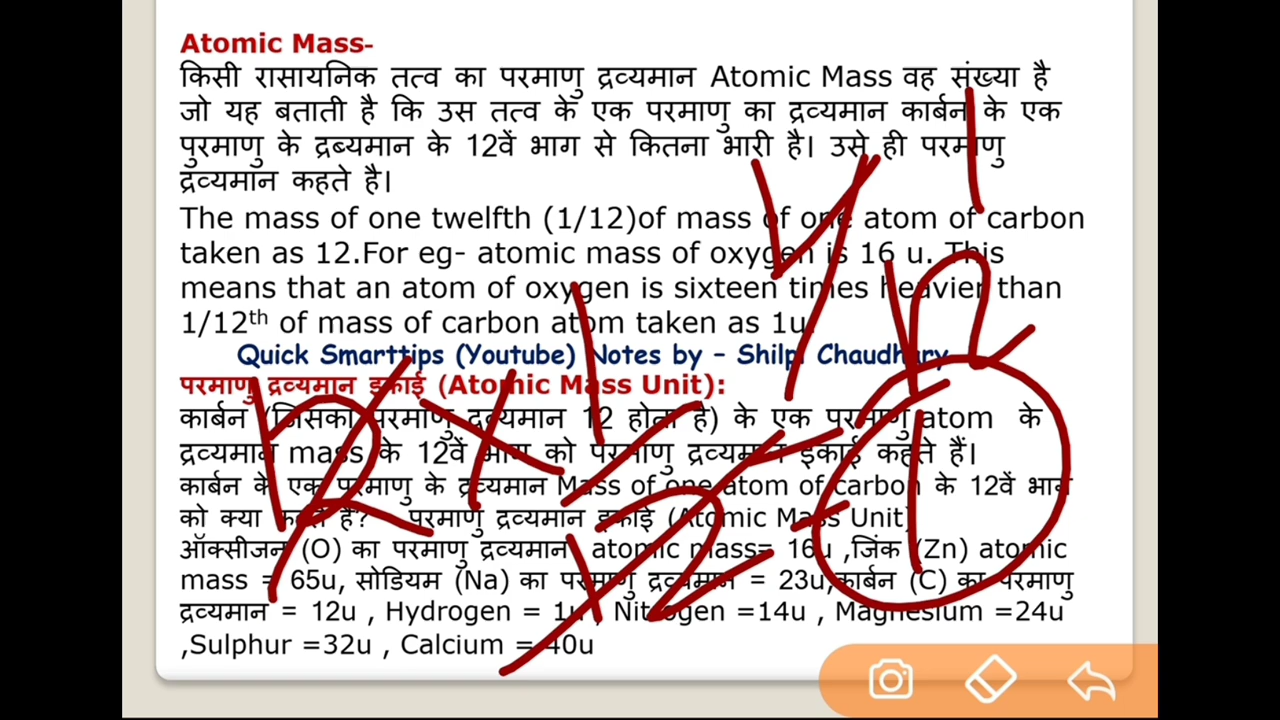 Atomic Mass-
किसी रासायनिक तत्व का परमाणु द्रव्यमान Atomic Mass वह संख्या है
जो यह बताती है कि उस तत्व के एक परमाणु का द्रव्यमान कार्बन के एक
पुरमाणु के द्रब्यमान के 12वें भाग से कितना भारी है। उसे ही परमाणु
द्रव्यमान कहते है।
The mass of one twelfth (1/12)of mass of one atom of carbon
taken as 12.For eg- atomic mass of oxygen is 16 u. This
means that an atom of oxygen is sixteen times heavier than
1/12th of mass of carbon atom taken as 1u.
Quick Smarttips (Youtube) Notes by – Shilpi Chaudhary
परमाणु द्रव्यमान इकाई (Atomic Mass Unit):
कार्बन (जिसका परमाणु द्रव्यमान 12 होता है) के एक परमाणु atom के
द्रव्यमान mass के 12वें भाग को परमाणु द्रव्यमान इकाई कहते हैं।
कार्बन के एक परमाणु के द्रव्यमान Mass of one atom of carbon के 12वें भाग
को क्या कहते हैं? परमाणु द्रव्यमान इकाई (Atomic Mass Unit)
ऑक्सीजन (O) का परमाणु द्रव्यमान atomic mass= 16u ,जिंक (Zn) atomic
mass = 65u, सोडियम (Na) का परमाणु द्रव्यमान = 23u,कार्बन (C) का परमाणु
द्रव्यमान = 12u , Hydrogen = 1u , Nitrogen =14u , Magnesium =24u
,Sulphur =32u , Calcium = 40u
1
12
12 × 1
12
= 1